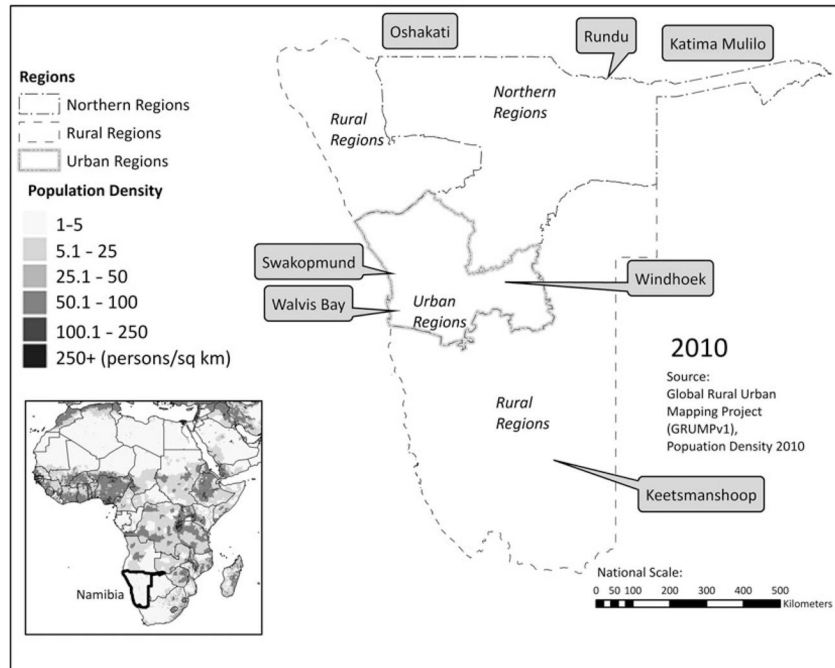 Oshakati
Rundu
Katima Mulilo
Regions
Northern Regions
Rural Regions
Urban Regions
Population Density
1-5
5.1 - 25
25.1 - 50
50.1 - 100
100.1 - 250
250+ (persons/sq km)
Rural
Regions
Northern
Regions
Swakopmund
Walvis Bay
Urban
Regions
Windhoek
2010
Source:
Global Rural Urban
Mapping Project
(GRUMPv1),
Popuation Density 2010
Rural
Regions
Keetsmanshoop
Namibia
National Scale:
0 50 100 200 300 400 500
Kilometers